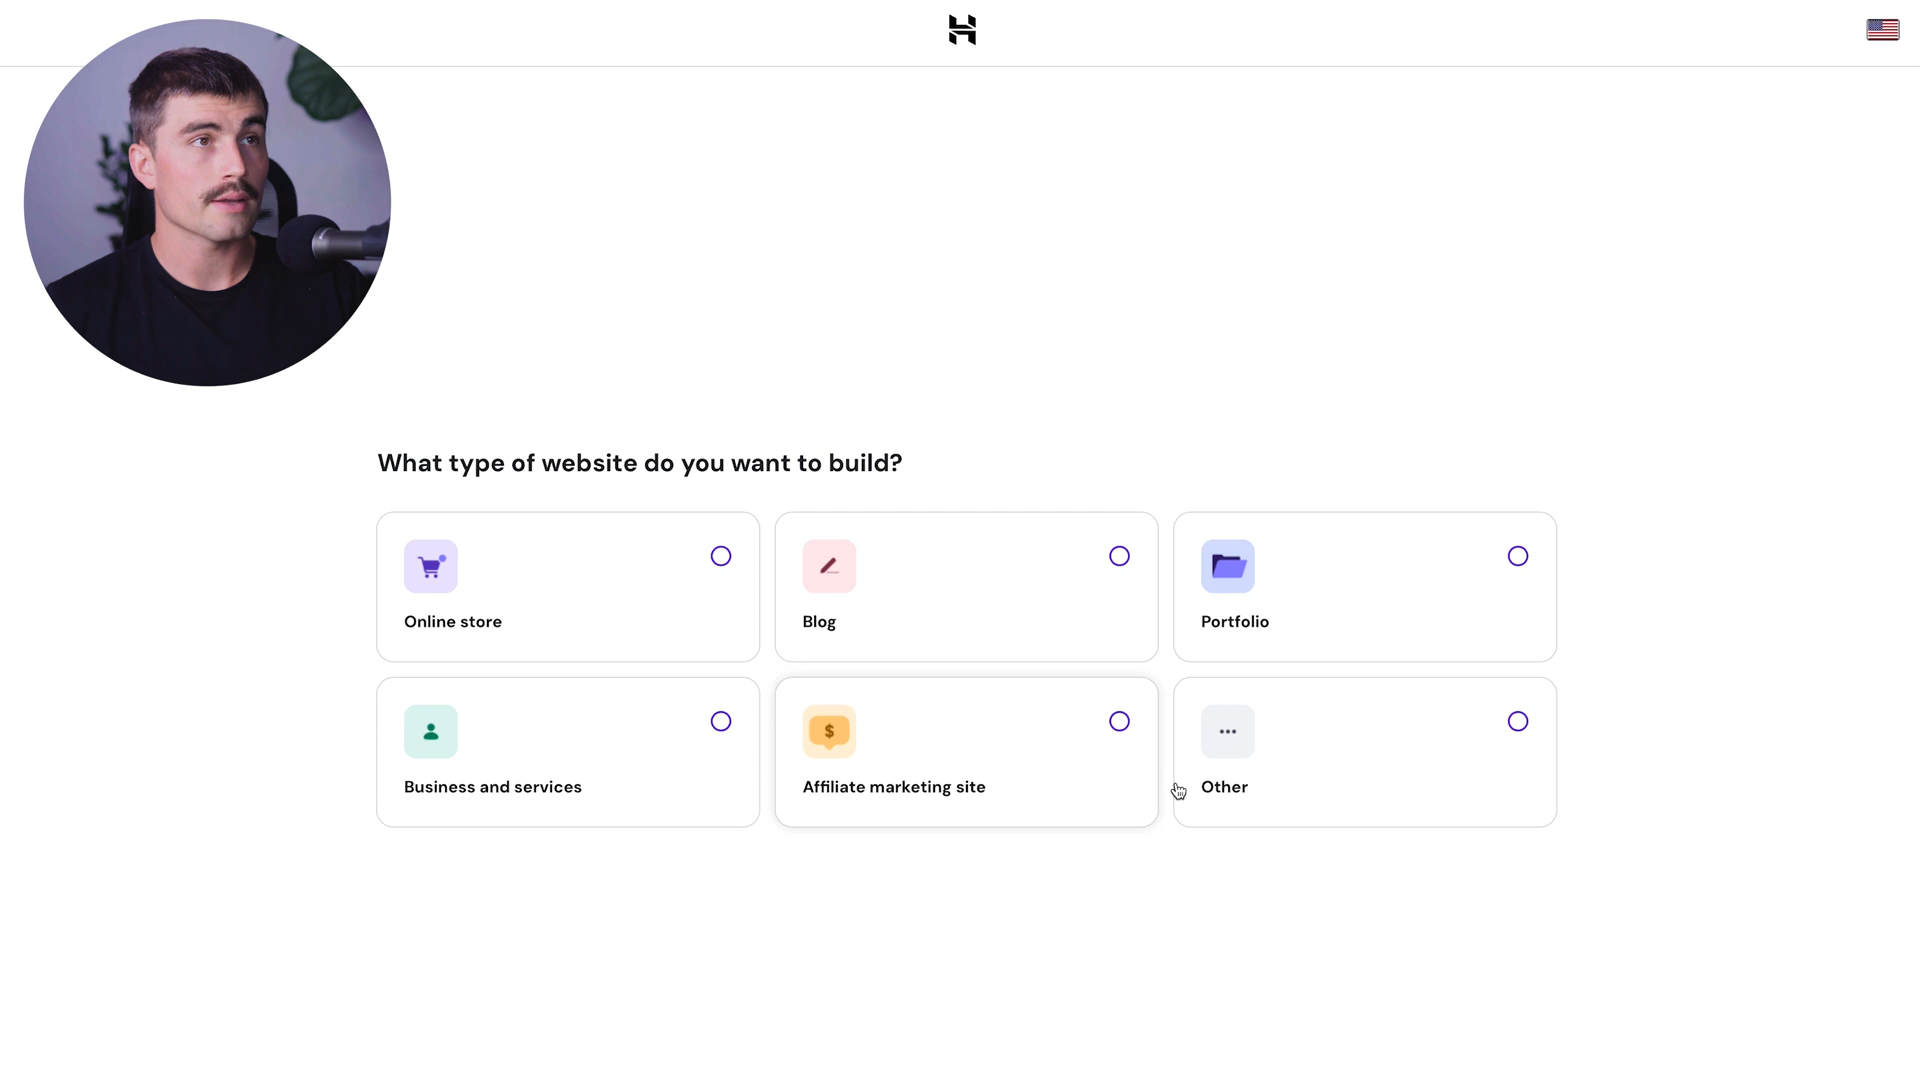 What type of website do you want to build?
Online store
Blog
Portfolio
Business and services
$
Affiliate marketing site
Other